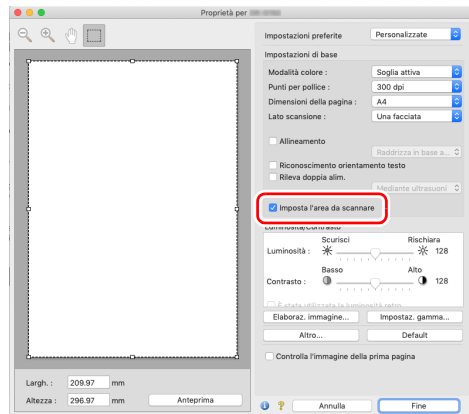 Proprietà per
Impostazioni preferite Personalizzate
Impostazioni di base
Modalità colore : Soglia attiva
Punti per pollice : 300 dpi
Dimensioni della pagina : A4
Lato scansione : Una facciata
Allineamento
Raddrizza in base a...
Riconoscimento orientamento testo
Rileva doppia alim.
Mediante ultrasuoni
Imposta l'area da scannare
Luminosità/Contrasto
Scurisci Rischiara
Luminosità : 128
Basso Alto
Contrasto : 128
È stata utilizzata la luminosità retro
Elaboraz. immagine... Impostaz. gamma...
Altro... Default
Controlla l'immagine della prima pagina
Largh. : 209.97 mm
Altezza : 296.97 mm Anteprima
? Annulla Fine